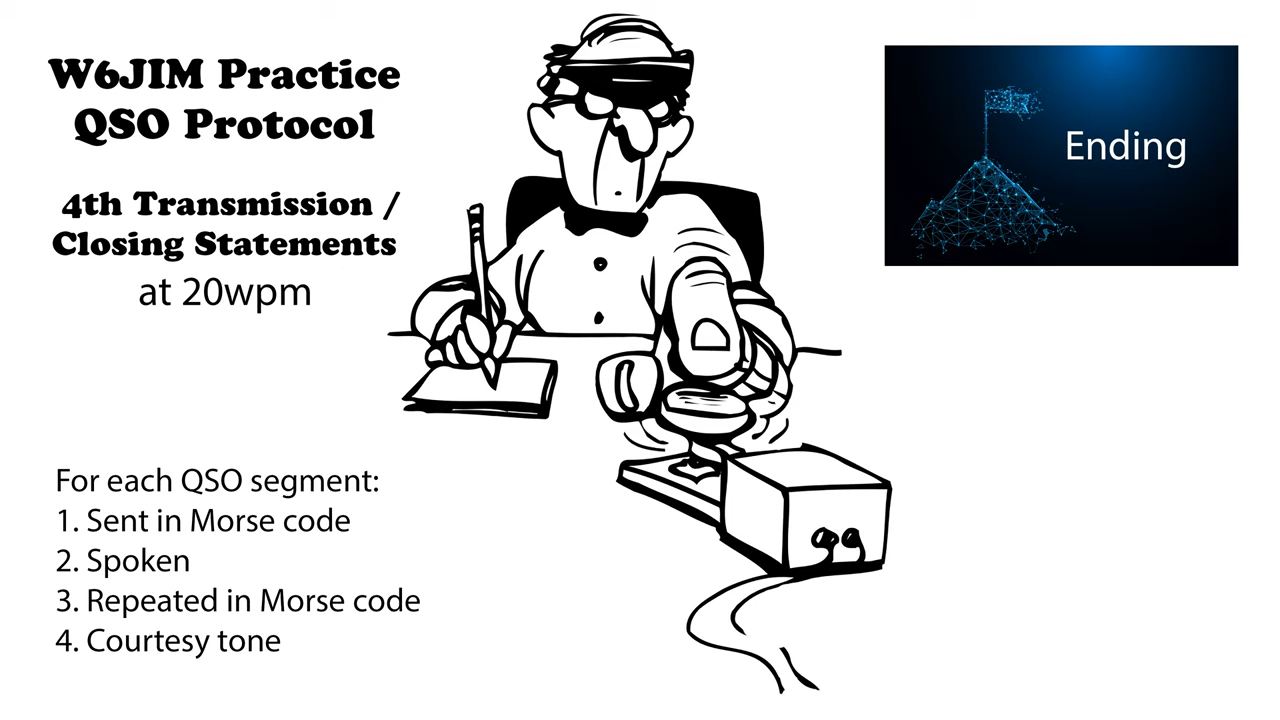 W6JIM Practice
QSO Protocol
4th Transmission /
Closing Statements
at 20wpm
Ending
For each QSO segment:
1. Sent in Morse code
2. Spoken
3. Repeated in Morse code
4. Courtesy tone